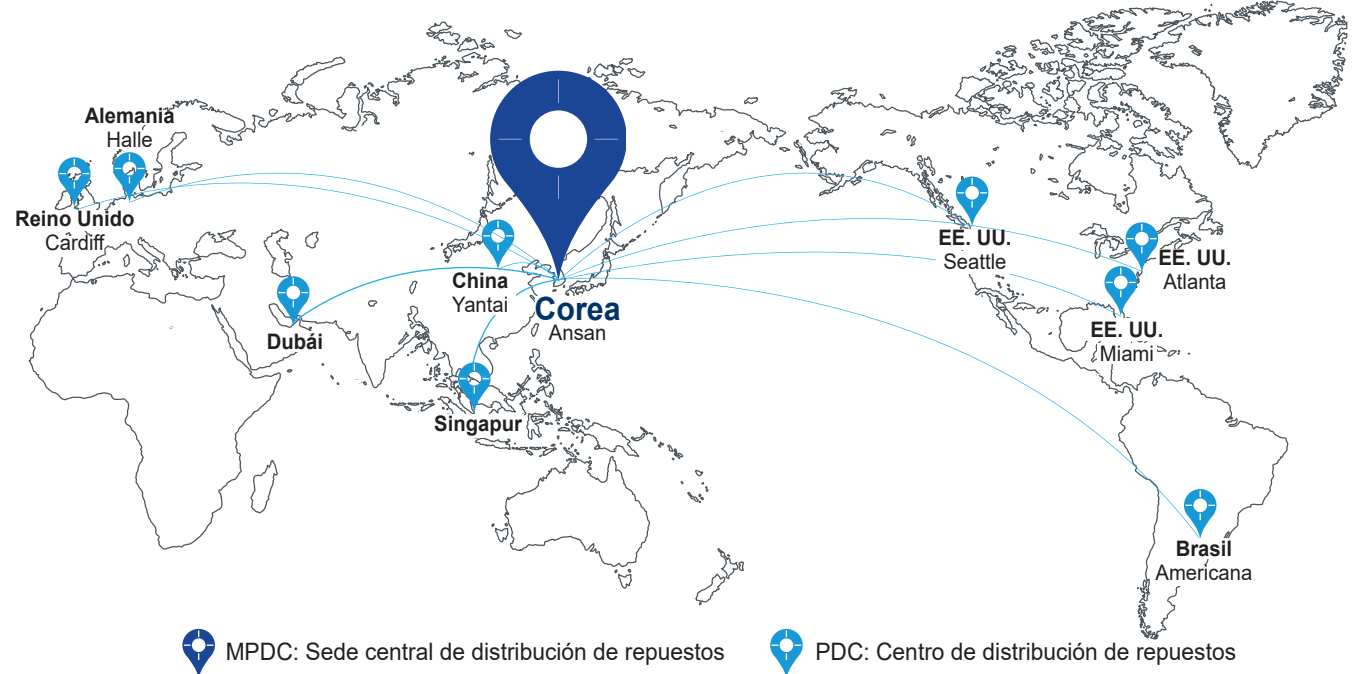 Alemania
Halle
Reino Unido
Cardiff
Dubái
China
Yantai
Corea
Ansan
Singapur
EE. UU.
Seattle
EE. UU.
Atlanta
EE. UU.
Miami
Brasil
Americana
MPDC: Sede central de distribución de repuestos
PDC: Centro de distribución de repuestos